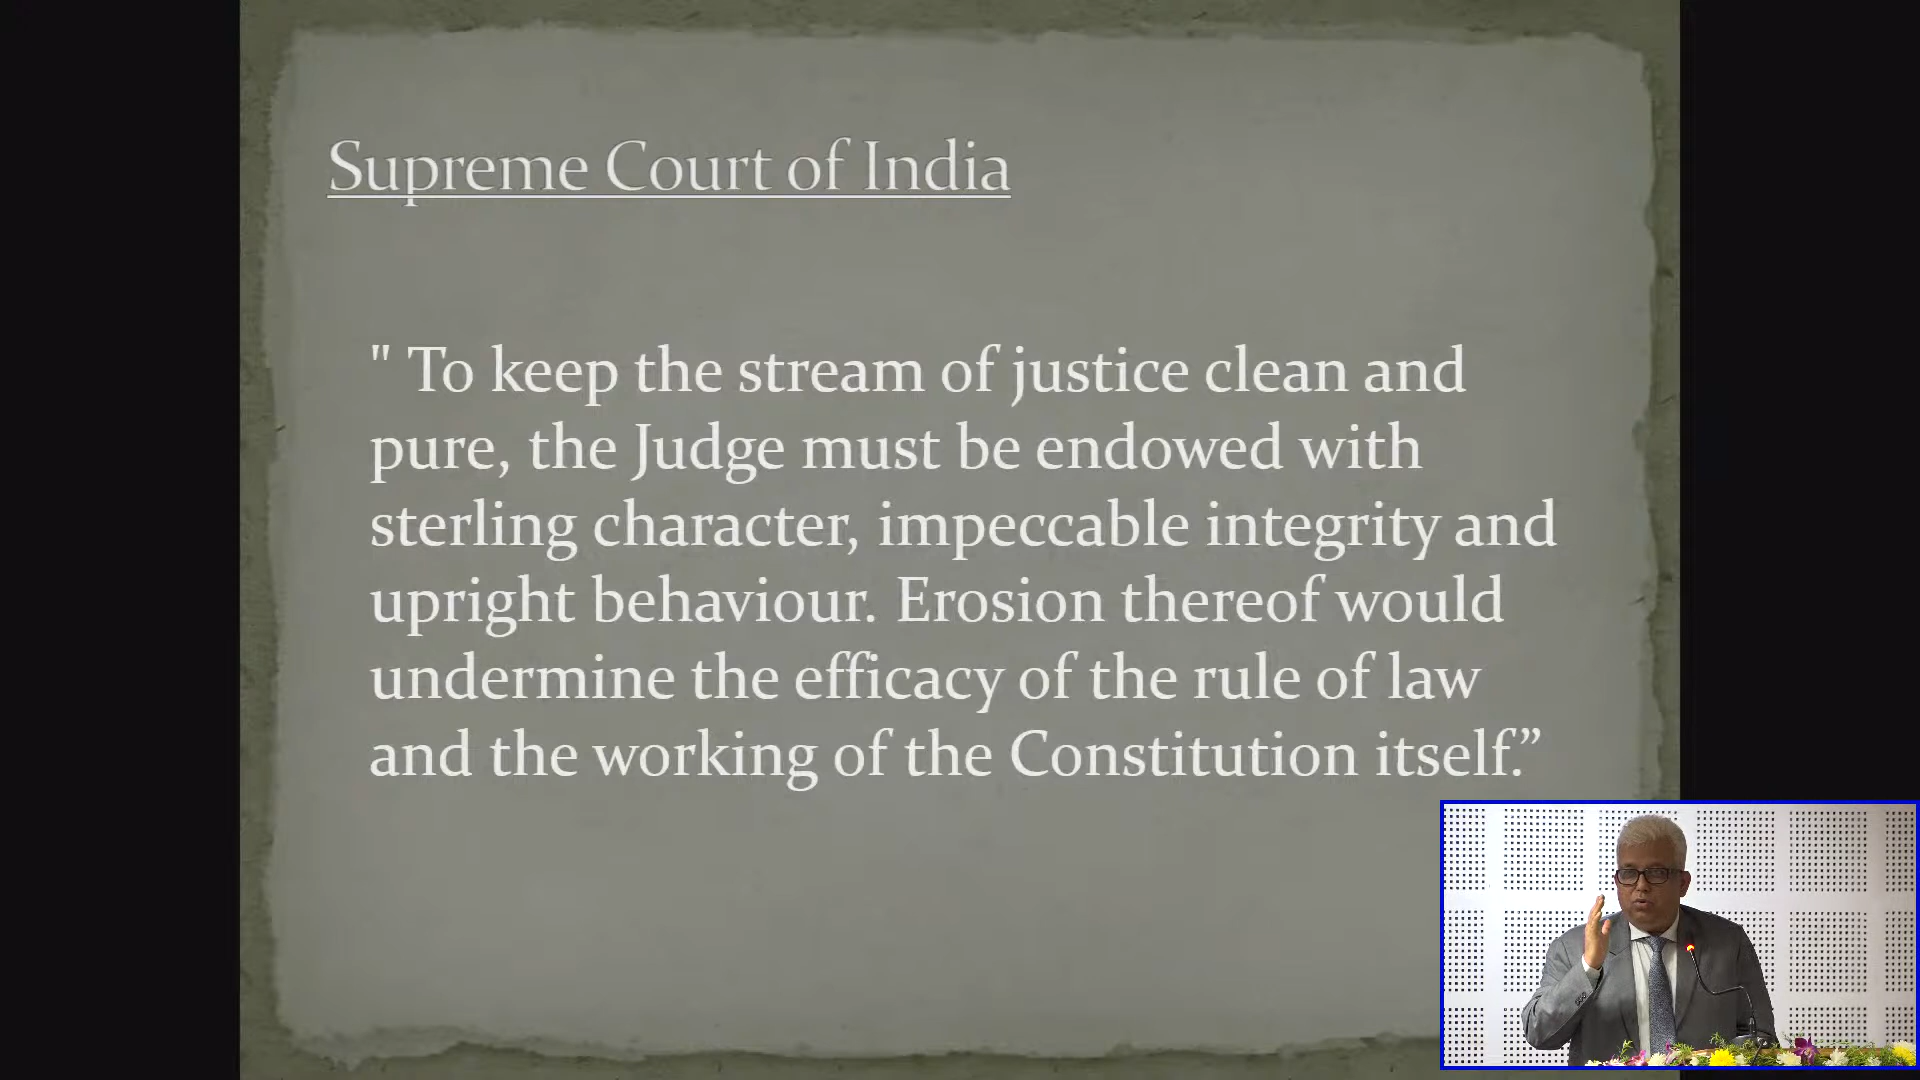 Supreme Court of India
" To keep the stream of justice clean and
pure, the Judge must be endowed with
sterling character, impeccable integrity and
upright behaviour. Erosion thereof would
undermine the efficacy of the rule of law
and the working of the Constitution itself.”